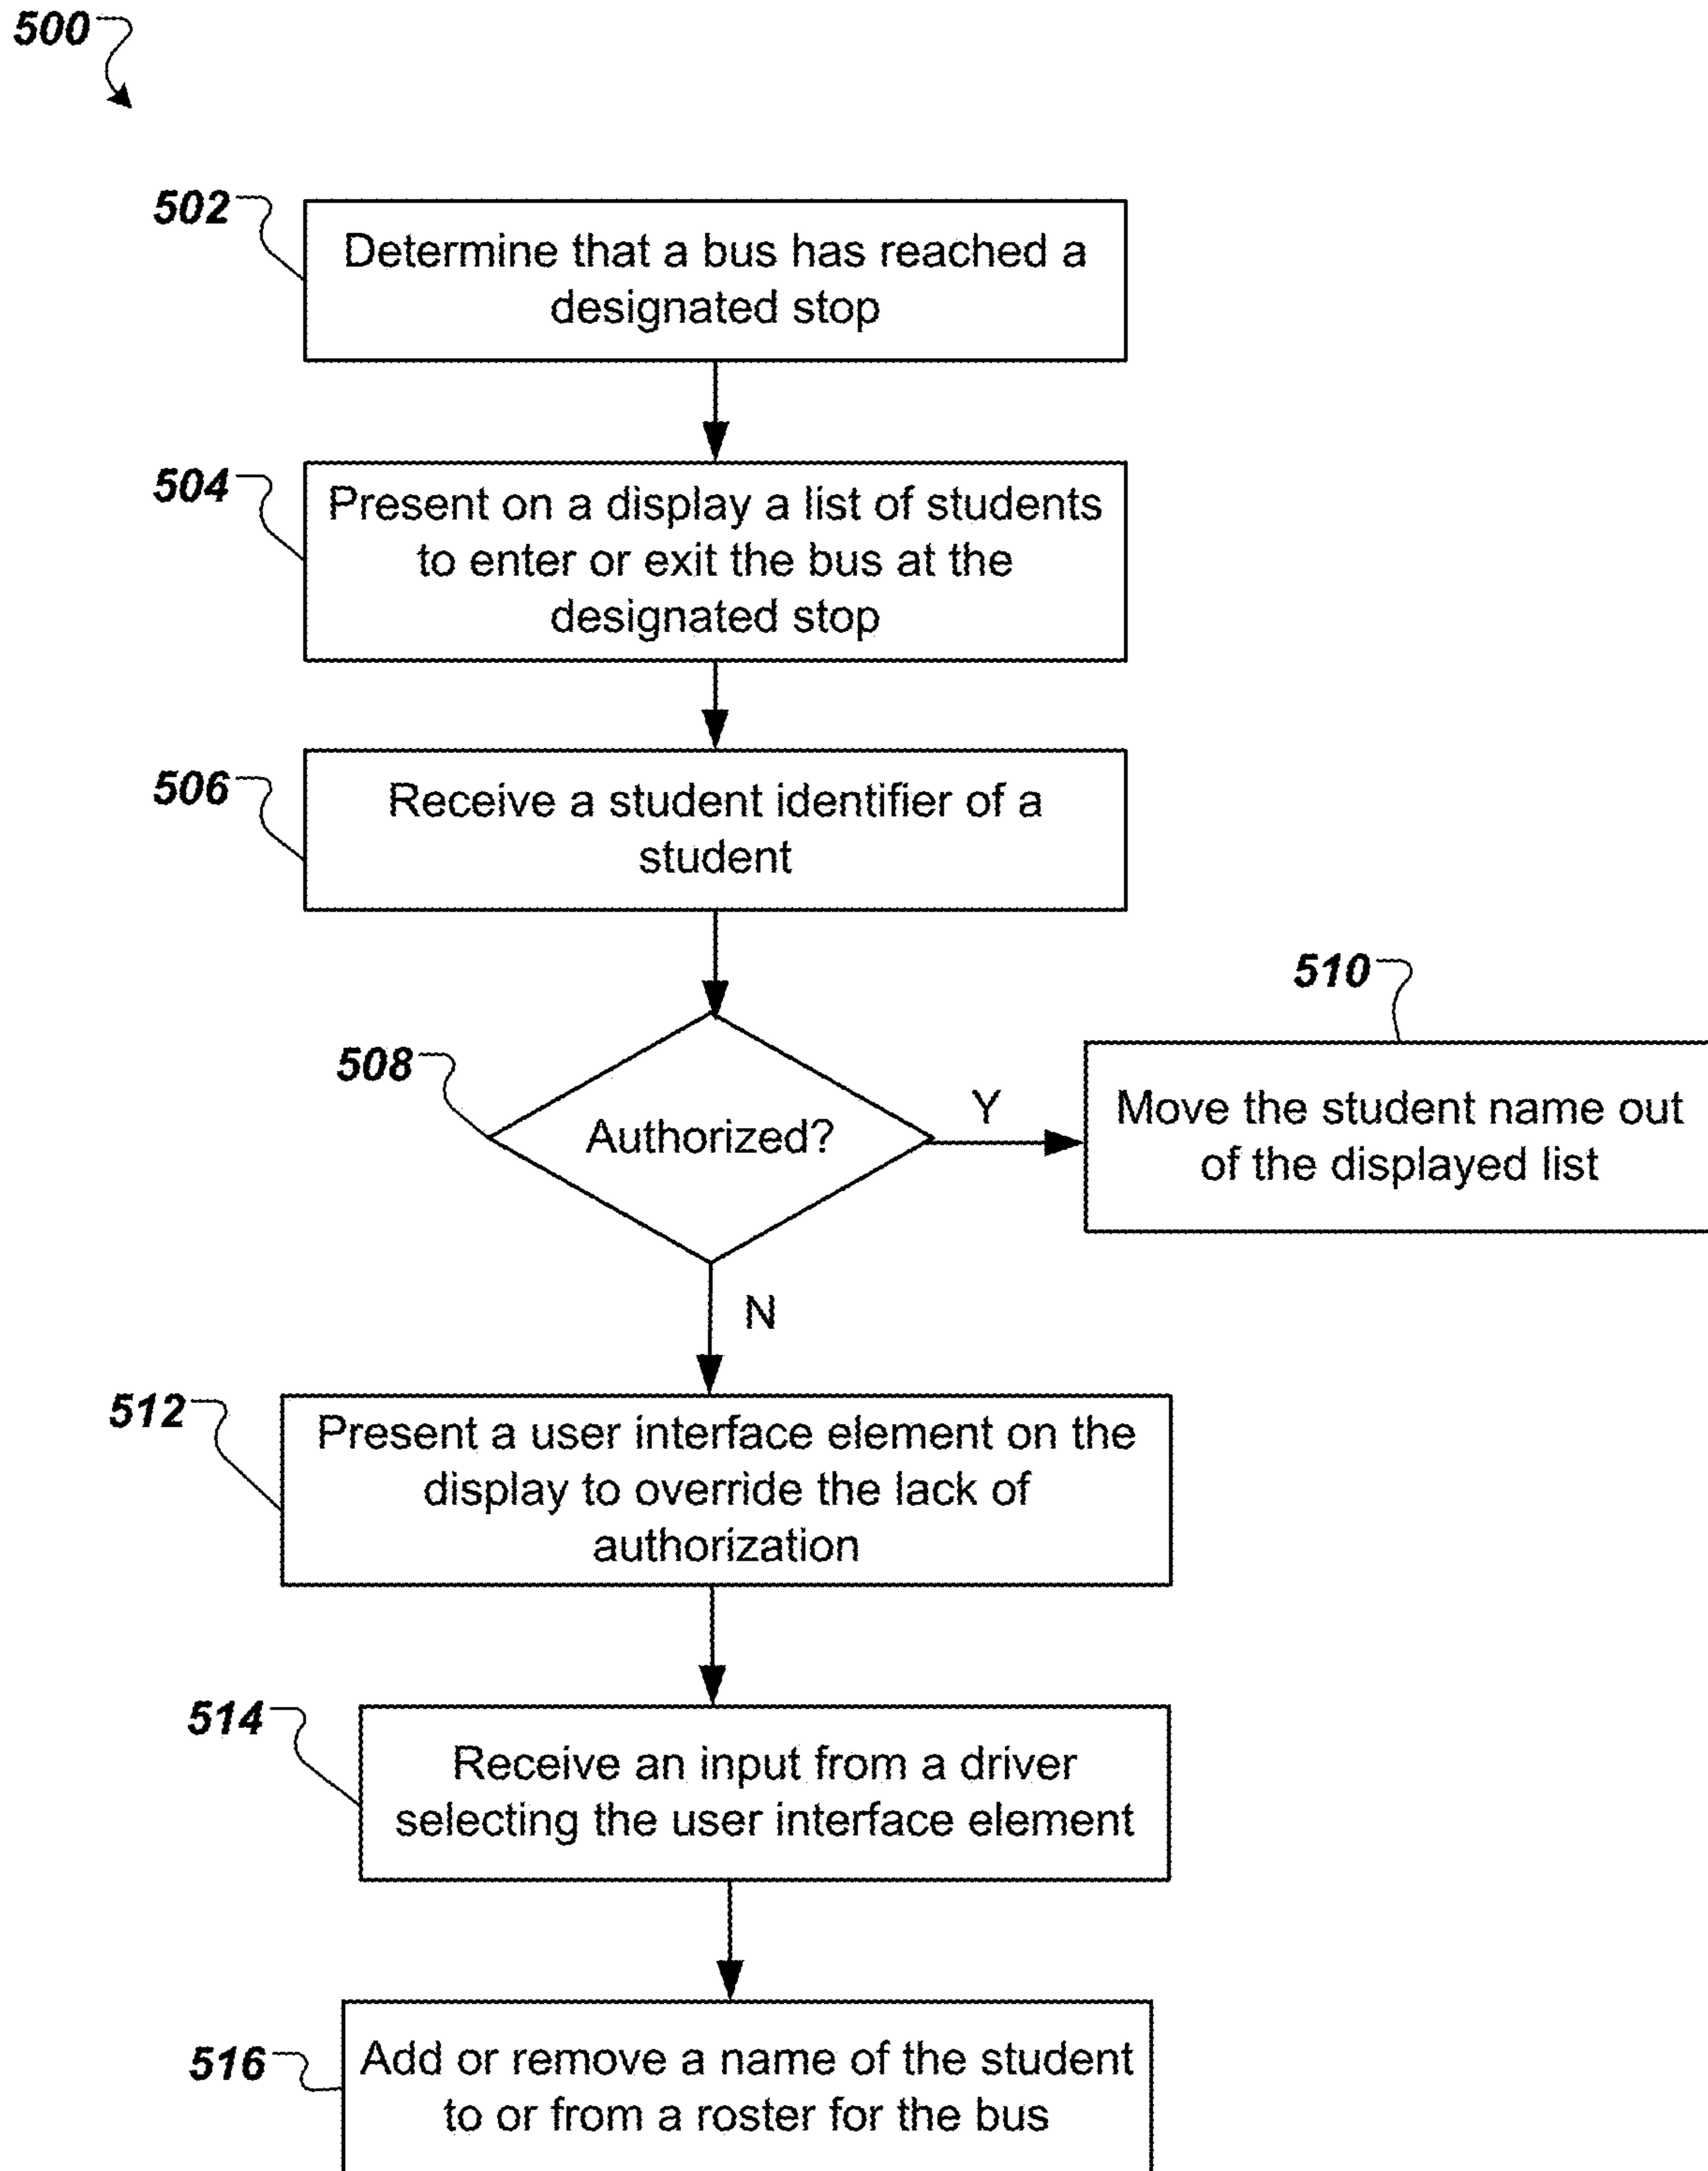 500
502
Determine that a bus has reached a
designated stop
504
Present on a display a list of students
to enter or exit the bus at the
designated stop
506
Receive a student identifier of a
student
508
Authorized?
Y
510
Move the student name out
of the displayed list
N
512
Present a user interface element on the
display to override the lack of
authorization
514
Receive an input from a driver
selecting the user interface element
516
Add or remove a name of the student
to or from a roster for the bus